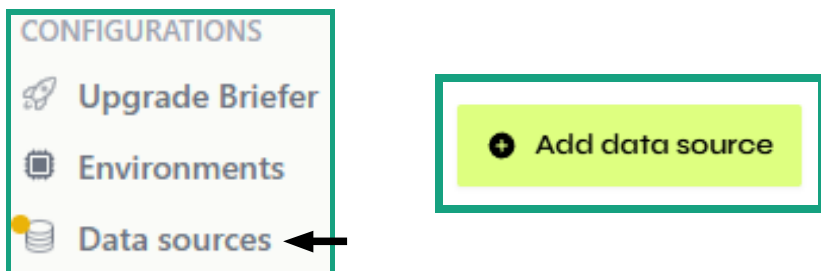 CONFIGURATIONS
Upgrade Briefer
Environments
Data sources
Add data source